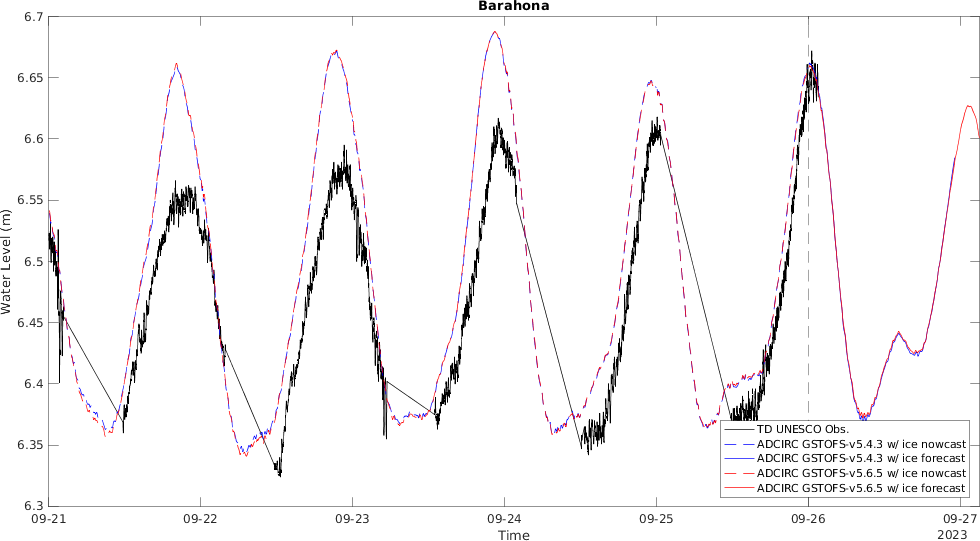 Barahona
6.7
6.65
6.6
6.55
6.5
6.45
6.4
6.35
6.3
Water Level (m)
09-21
09-22
09-23
09-24
09-25
09-26
09-27
Time
2023
TD UNESCO Obs.
ADCIRC GSTOFS-v5.4.3 w/ ice nowcast
ADCIRC GSTOFS-v5.4.3 w/ ice forecast
ADCIRC GSTOFS-v5.6.5 w/ ice nowcast
ADCIRC GSTOFS-v5.6.5 w/ ice forecast